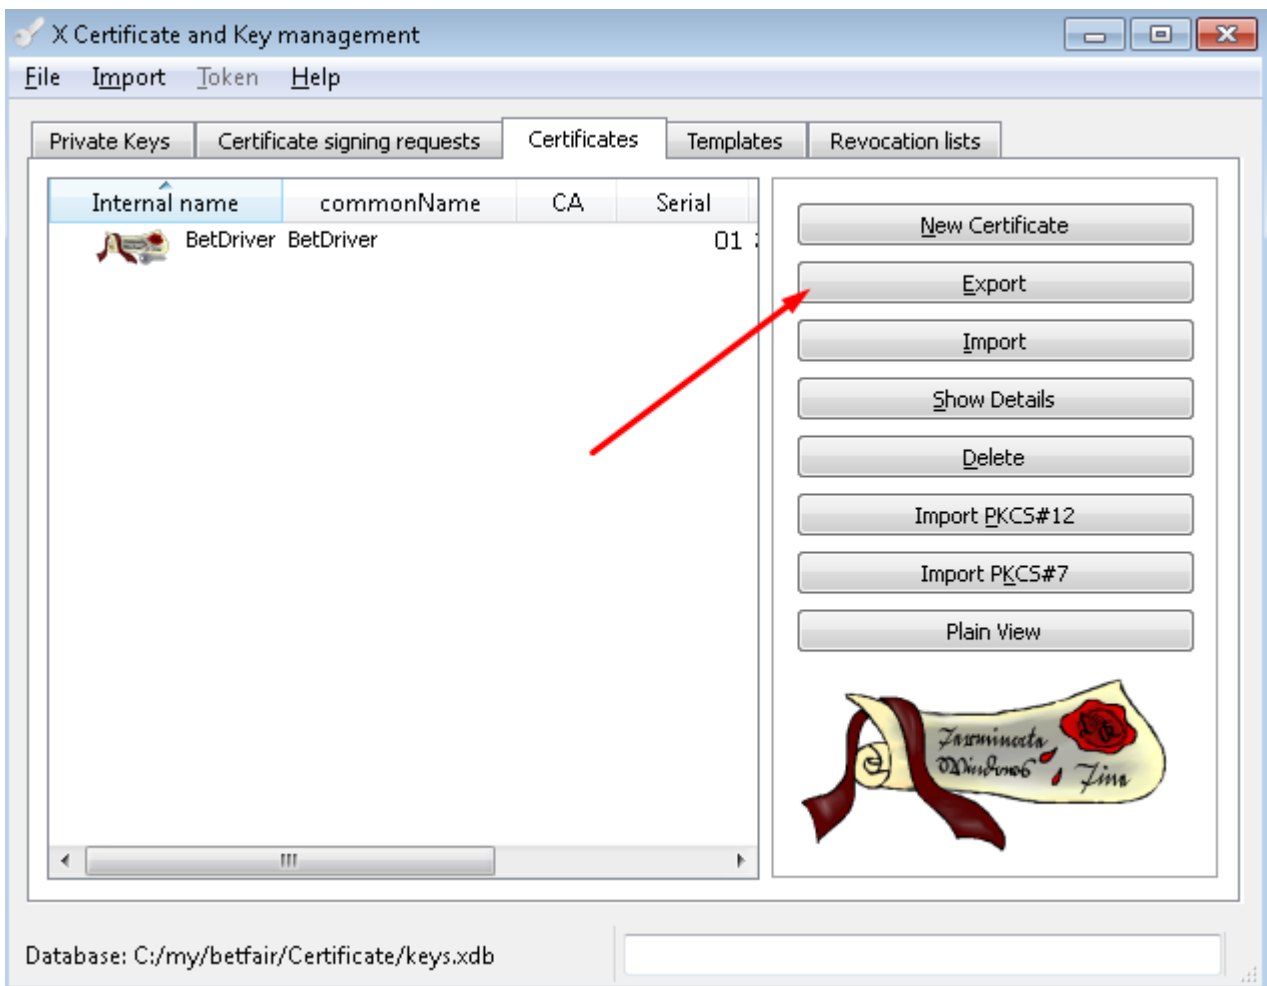 X Certificate and Key management
File Import Token Help
Private Keys Certificate signing requests Certificates Templates Revocation lists
Internal name commonName CA Serial
BetDriver BetDriver 01
New Certificate
Export
Import
Show Details
Delete
Import PKCS#12
Import PKCS#7
Plain View
Windows
Database: C:/my/betfair/Certificate/keys.xdb